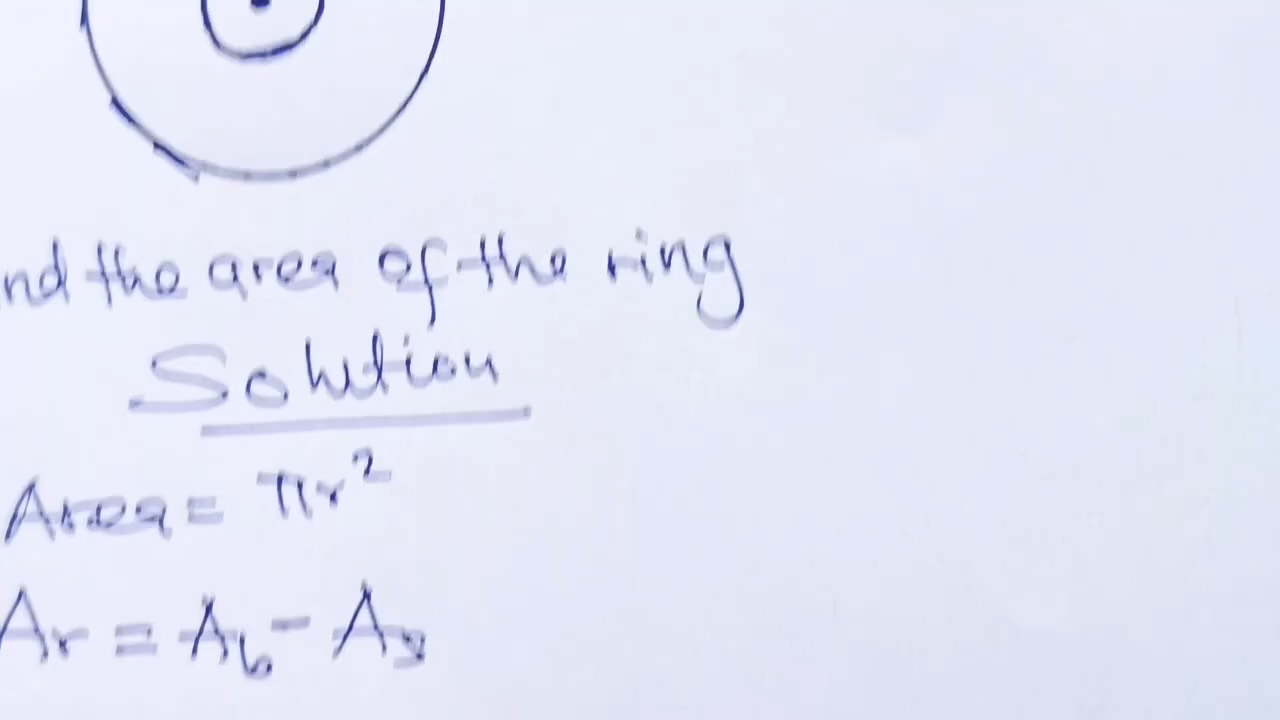 nd the area of the ring
Solution
Area = πr²
Ar = Ab - As